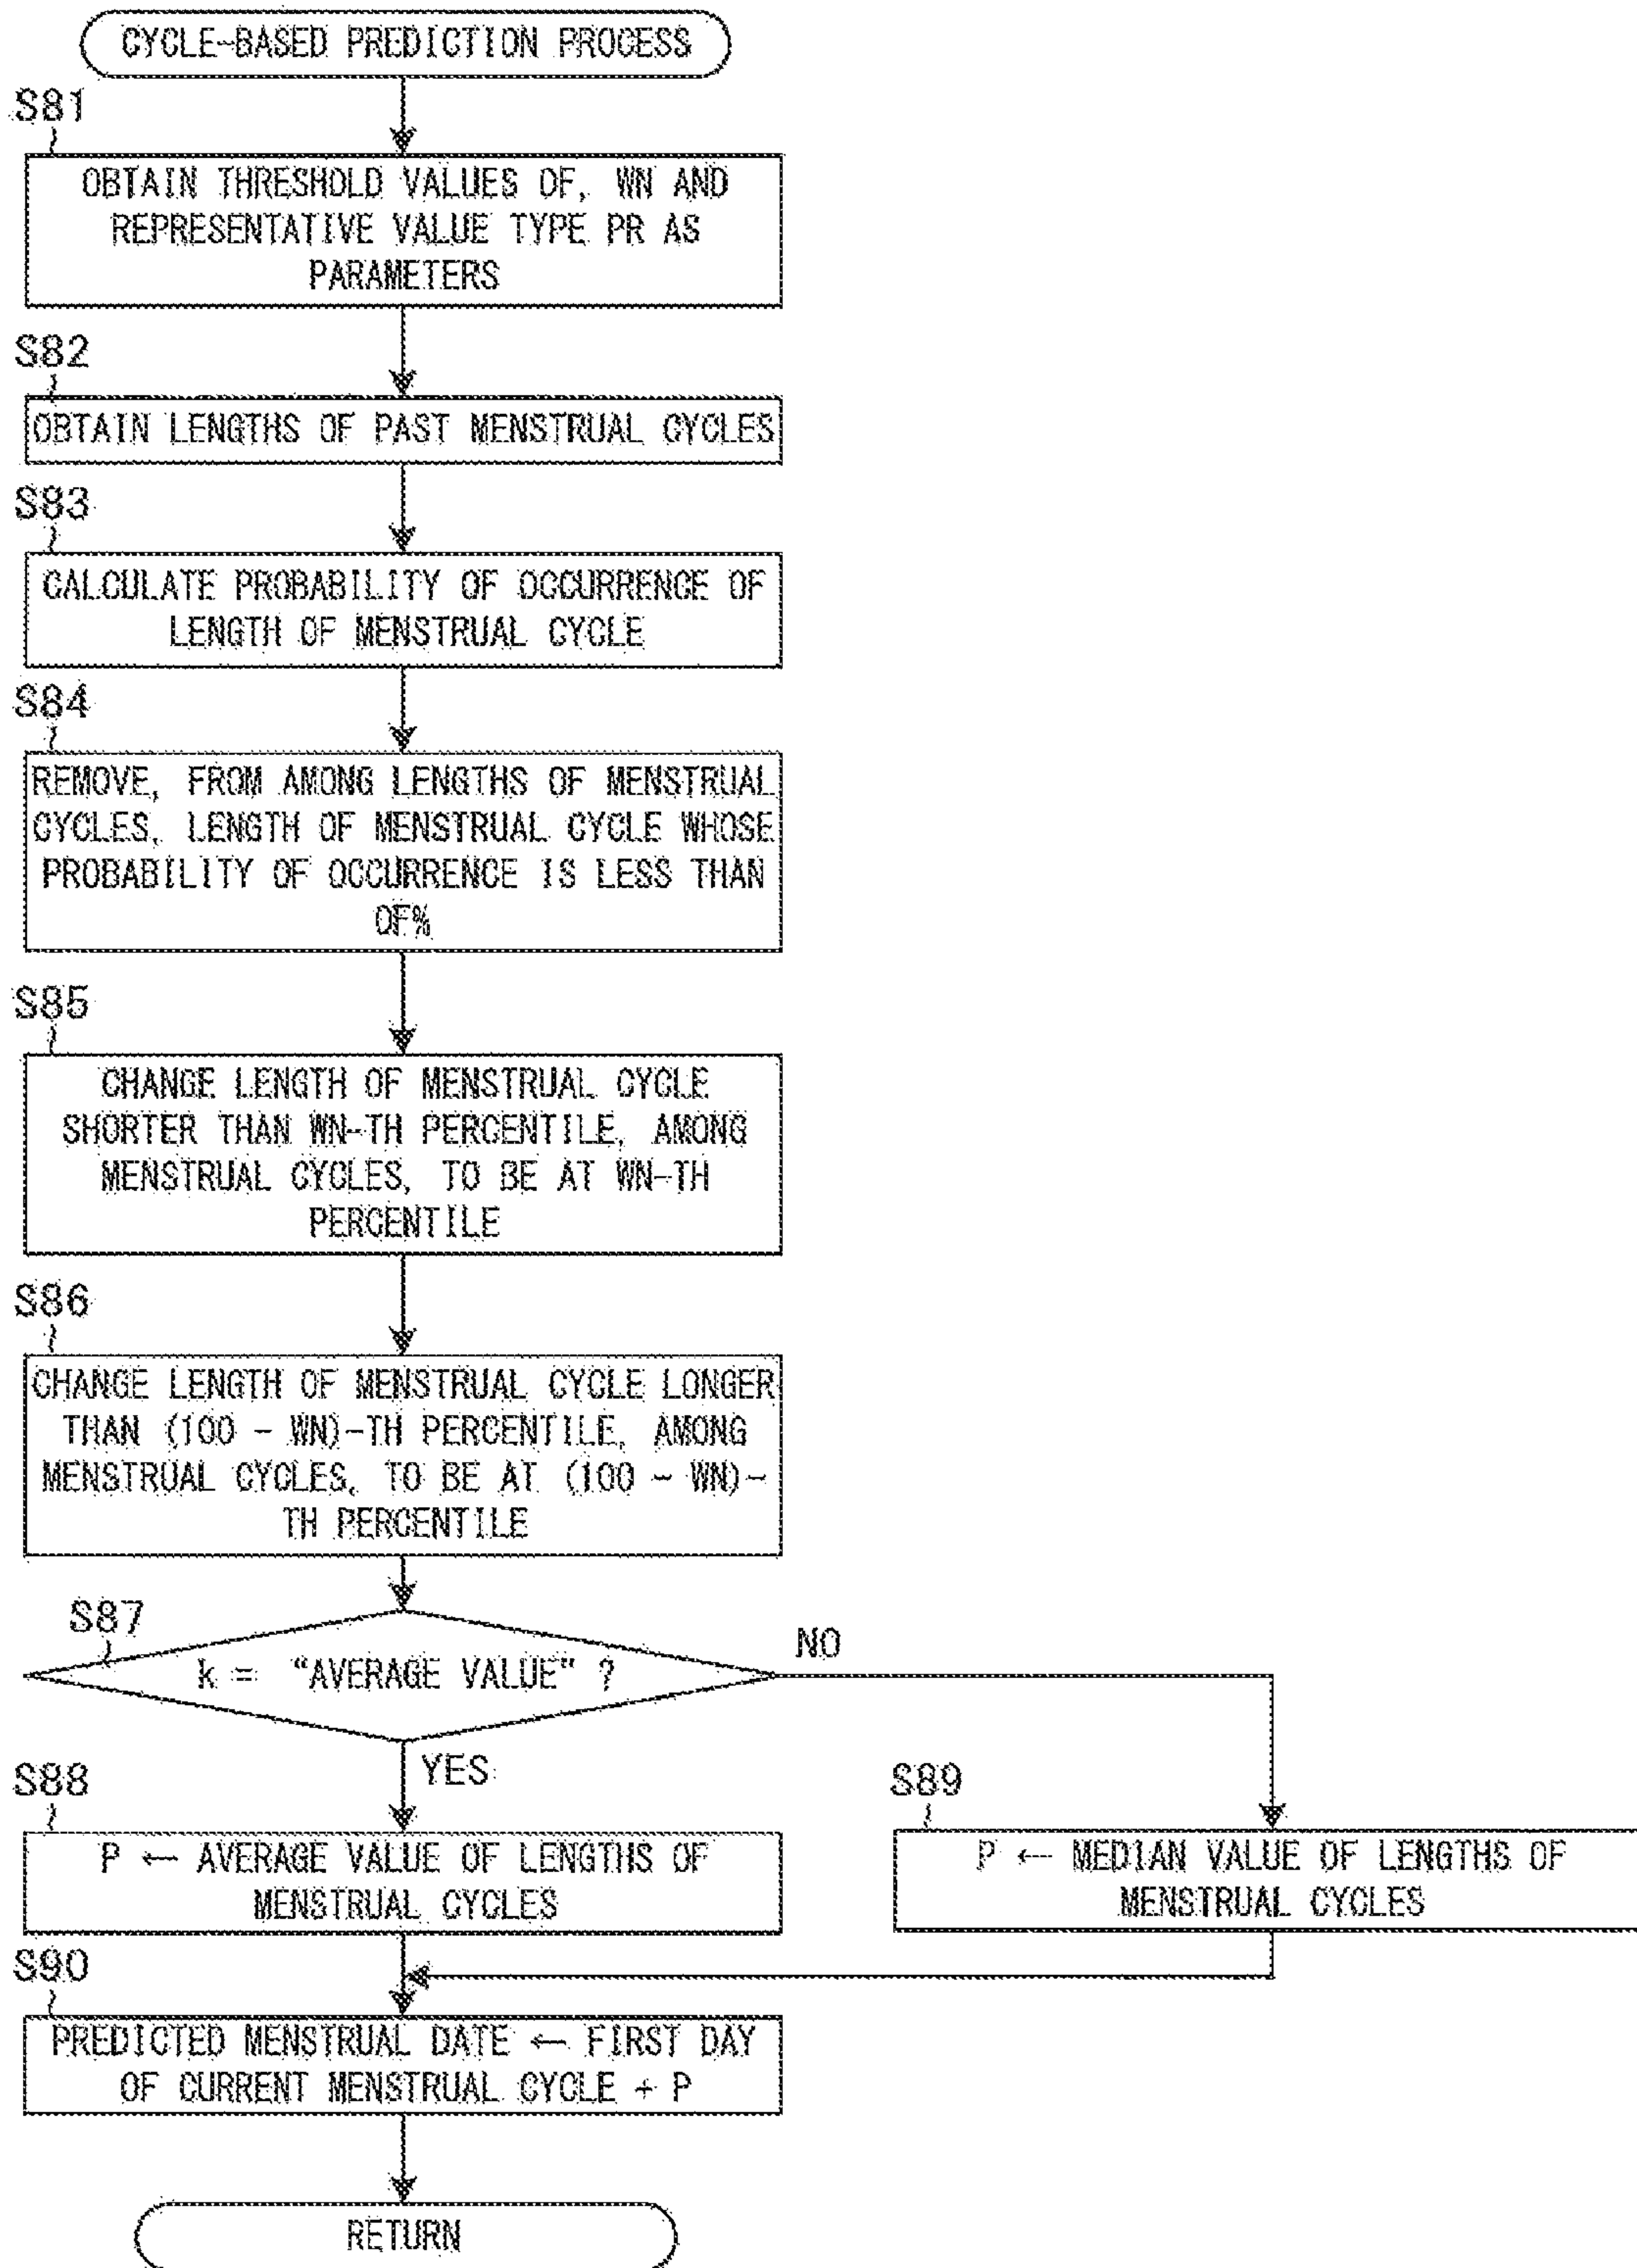 CYCLE-BASED PREDICTION PROCESS
S81
OBTAIN THRESHOLD VALUES OF, WN AND
REPRESENTATIVE VALUE TYPE PR AS
PARAMETERS
S82
OBTAIN LENGTHS OF PAST MENSTRUAL CYCLES
S83
CALCULATE PROBABILITY OF OCCURRENCE OF
LENGTH OF MENSTRUAL CYCLE
S84
REMOVE, FROM AMONG LENGTHS OF MENSTRUAL
CYCLES, LENGTH OF MENSTRUAL CYCLE WHOSE
PROBABILITY OF OCCURRENCE IS LESS THAN
OF%
S85
CHANGE LENGTH OF MENSTRUAL CYCLE
SHORTER THAN WN-TH PERCENTILE, AMONG
MENSTRUAL CYCLES, TO BE AT WN-TH
PERCENTILE
S86
CHANGE LENGTH OF MENSTRUAL CYCLE LONGER
THAN (100 - WN)-TH PERCENTILE, AMONG
MENSTRUAL CYCLES, TO BE AT (100 - WN)-
TH PERCENTILE
S87
k = "AVERAGE VALUE" ?
NO
YES
S88
P ← AVERAGE VALUE OF LENGTHS OF
MENSTRUAL CYCLES
S89
P ← MEDIAN VALUE OF LENGTHS OF
MENSTRUAL CYCLES
S90
PREDICTED MENSTRUAL DATE ← FIRST DAY
OF CURRENT MENSTRUAL CYCLE + P
RETURN